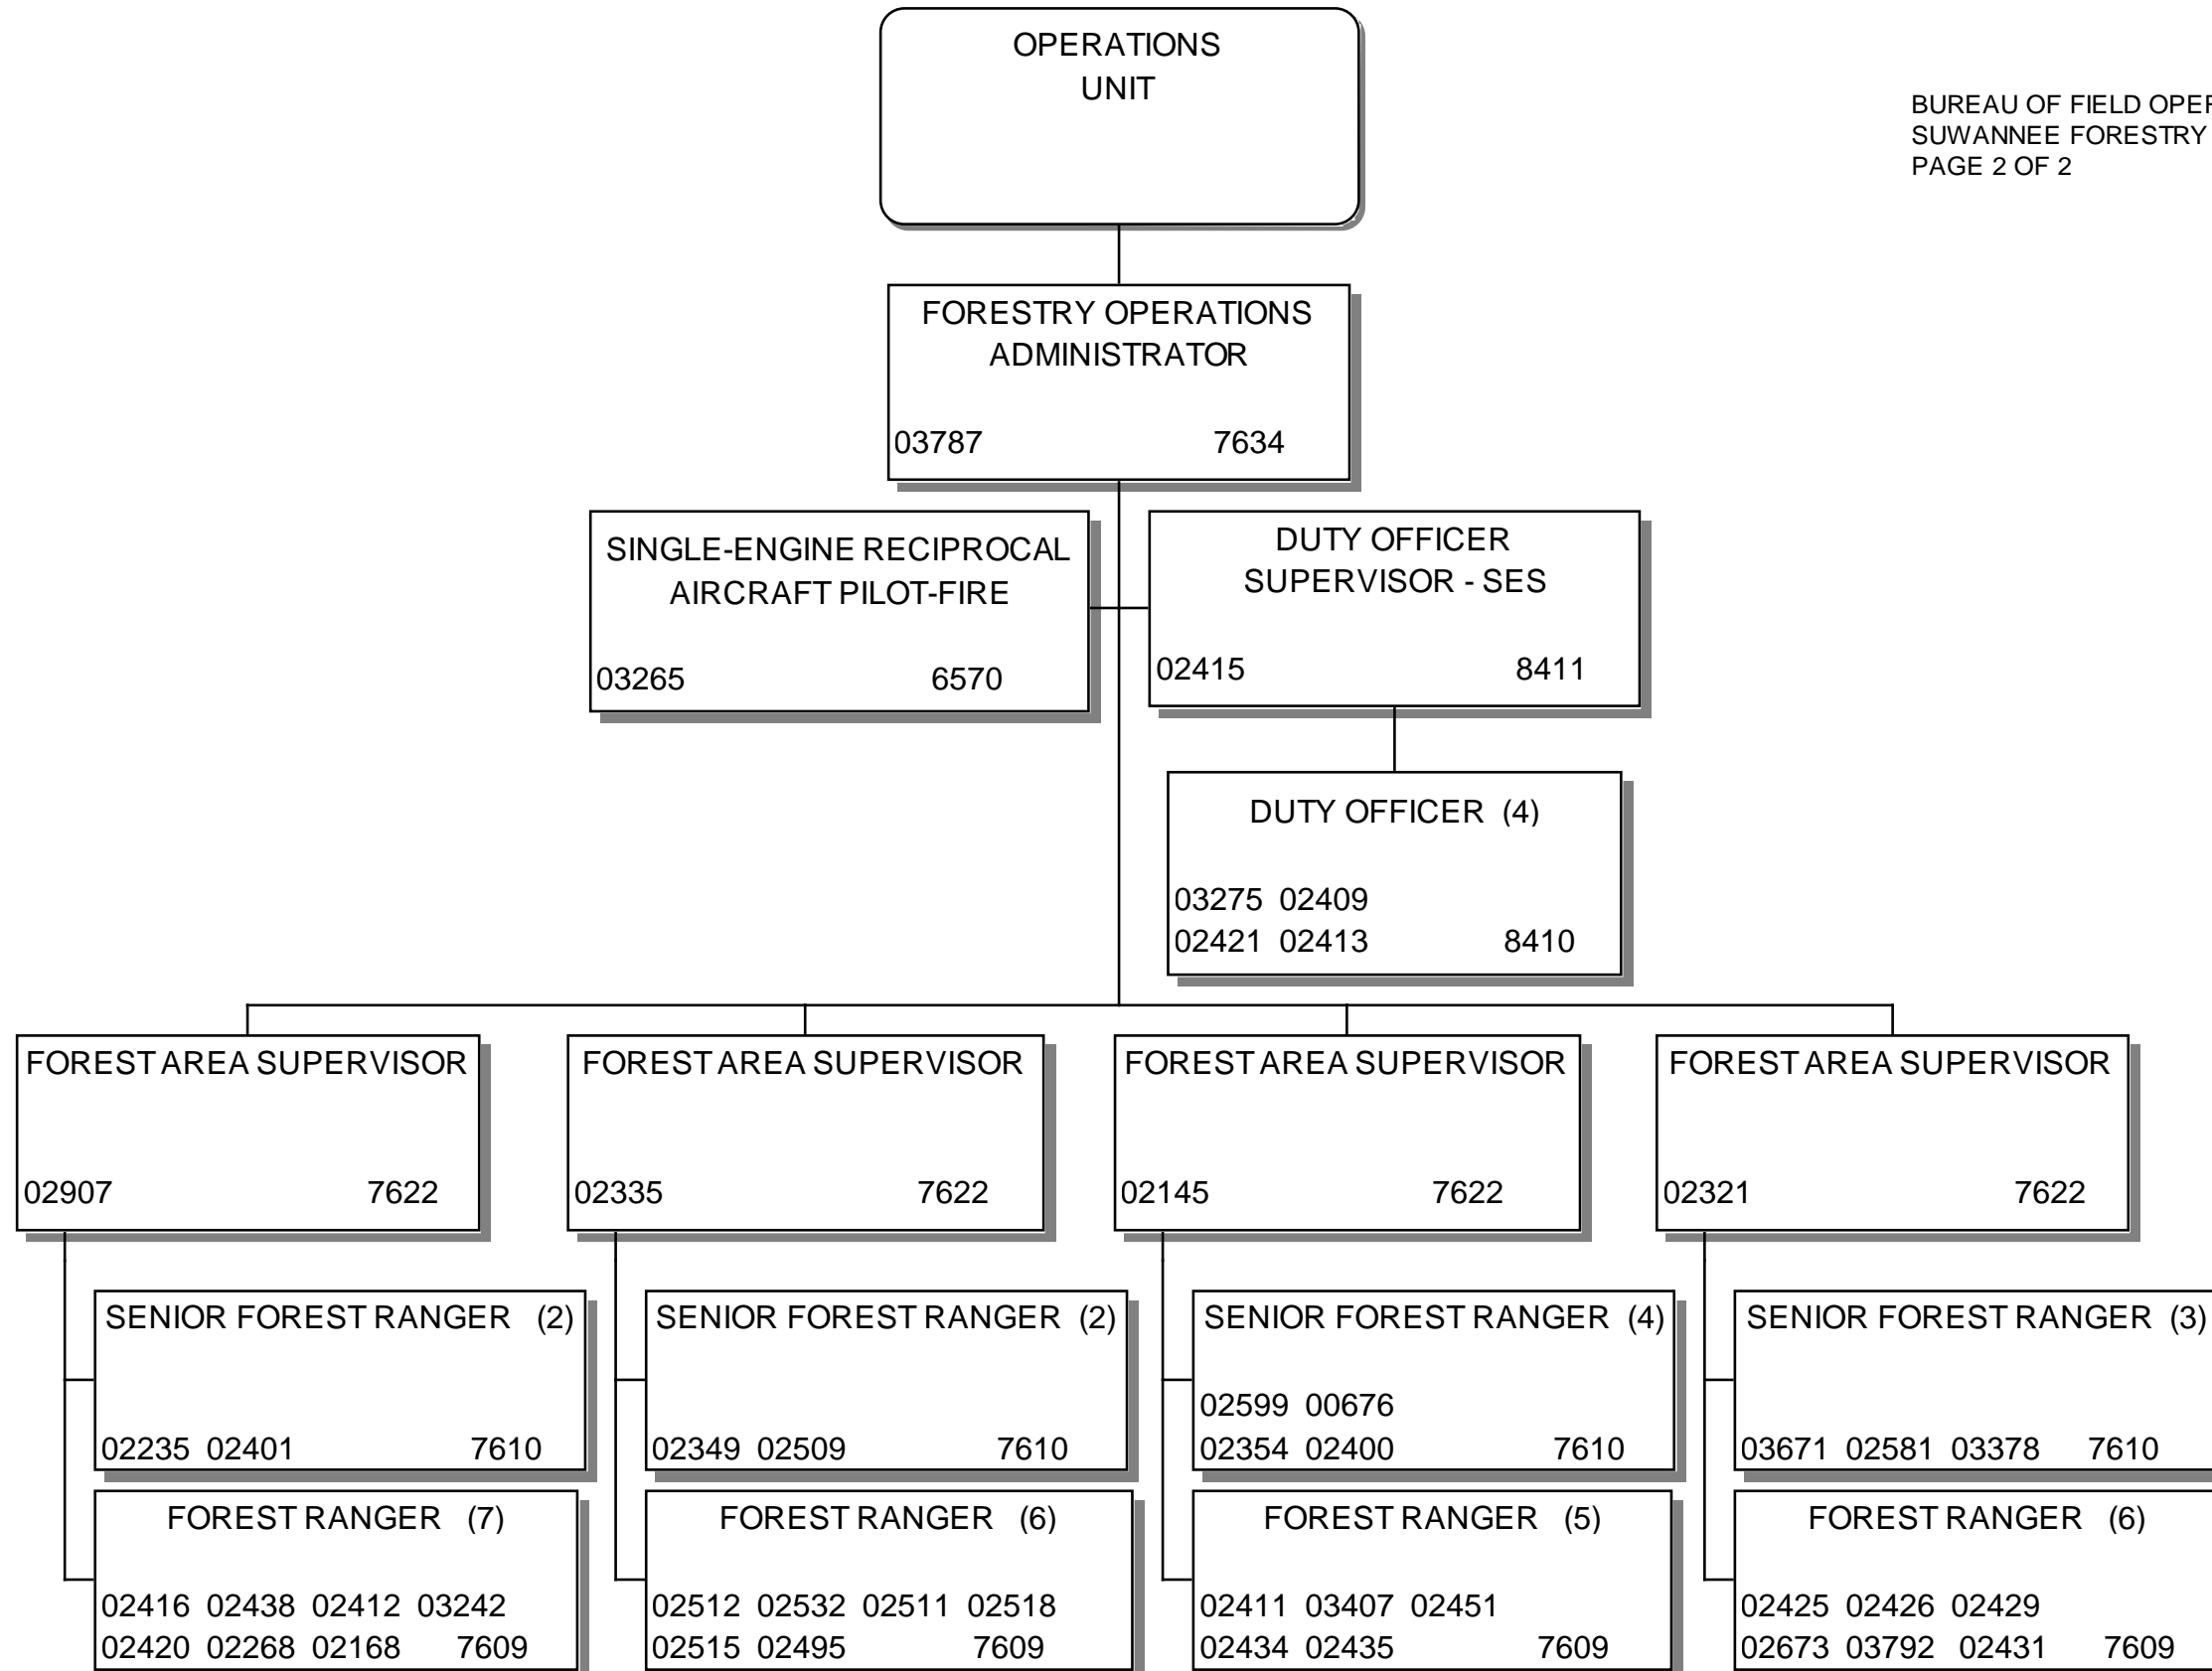 OPERATIONS
UNIT
BUREAU OF FIELD
SUWANNEE FORESTRY
PAGE 2 OF 2
FORESTRY OPERATIONS
ADMINISTRATOR
03787 7634
SINGLE-ENGINE RECIPROCAL
AIRCRAFT PILOT-FIRE
03265 6570
DUTY OFFICER
SUPERVISOR - SES
02415 8411
DUTY OFFICER (4)
03275 02409
02421 02413 8410
FOREST AREA SUPERVISOR
02907 7622
FOREST AREA SUPERVISOR
02335 7622
FOREST AREA SUPERVISOR
02145 7622
FOREST AREA SUPERVISOR
02321 7622
SENIOR FOREST RANGER (2)
02235 02401 7610
SENIOR FOREST RANGER (2)
02349 02509 7610
SENIOR FOREST RANGER (4)
02599 00676
02354 02400 7610
SENIOR FOREST RANGER (3)
03671 02581 03378 7610
FOREST RANGER (7)
02416 02438 02412 03242
02420 02268 02168 7609
FOREST RANGER (6)
02512 02532 02511 02518
02515 02495 7609
FOREST RANGER (5)
02411 03407 02451
02434 02435 7609
FOREST RANGER (6)
02425 02426 02429
02673 03792 02431 7609